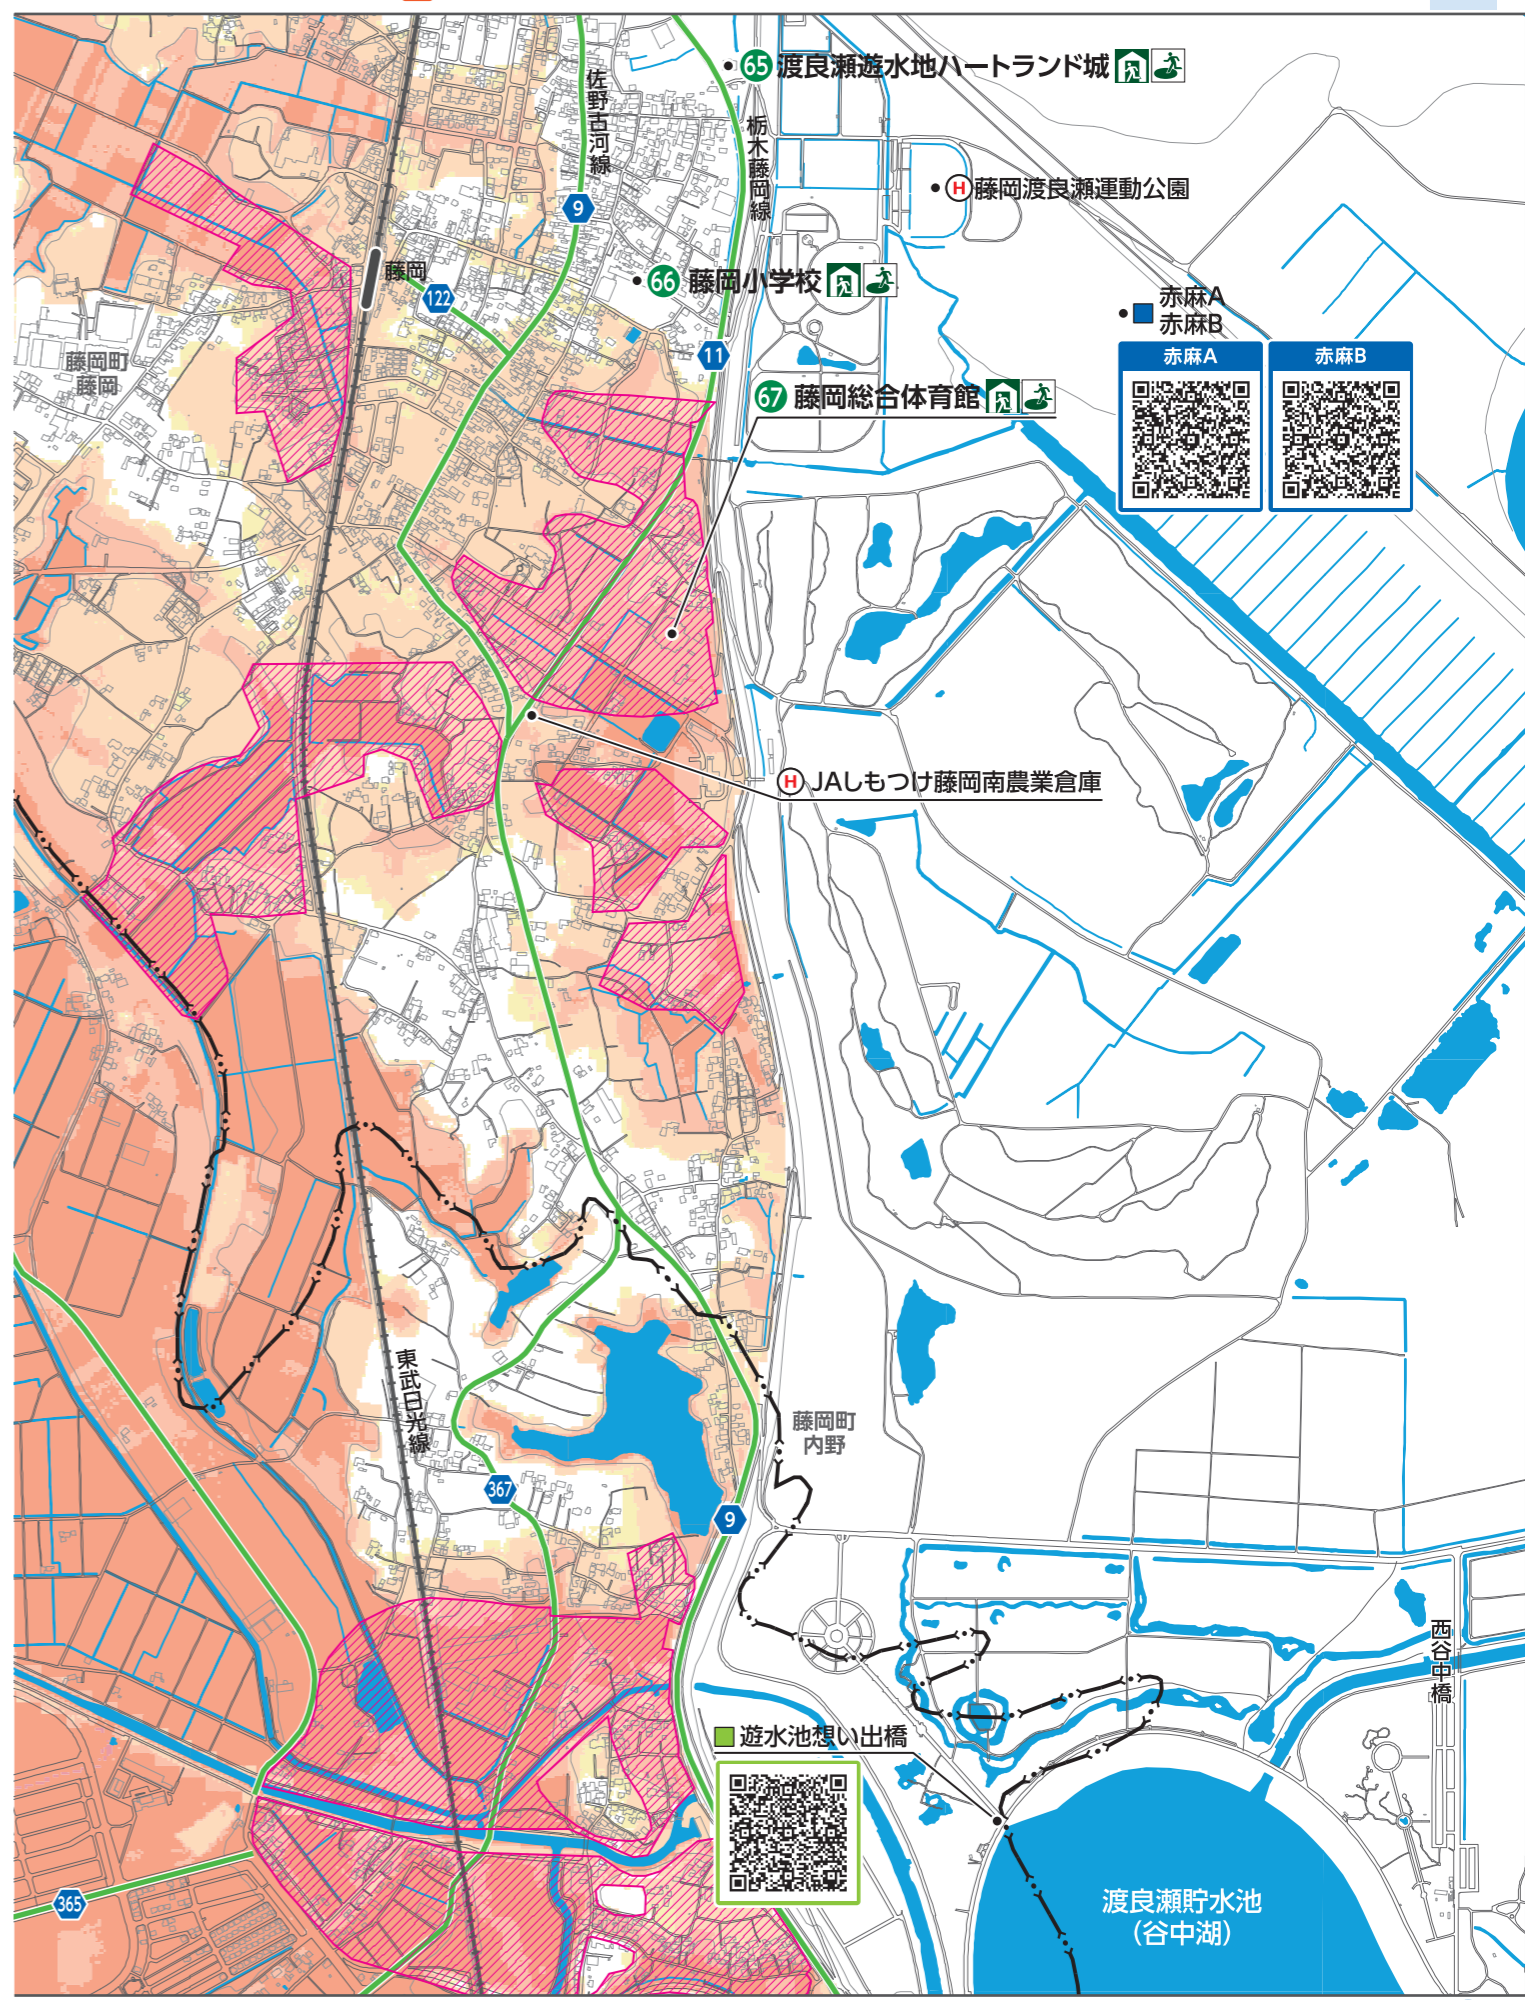 65 渡良瀬遊水地ハートランド城
佐野古河線
栃木藤岡線
9
H 藤岡渡良瀬運動公園
藤岡
122
66 藤岡小学校
赤麻A
赤麻B
11
赤麻A
赤麻B
藤岡町
藤岡
67 藤岡総合体育館
H JAしもつけ藤岡南農業倉庫
東武日光線
藤岡町
内野
367
9
西谷中橋
遊水池想い出橋
365
渡良瀬貯水池
(谷中湖)